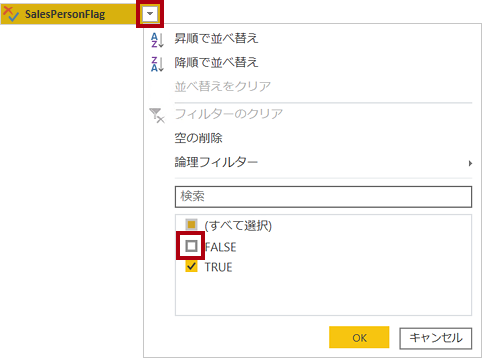 SalesPersonFlag
昇順で並べ替え
降順で並べ替え
並べ替えをクリア
フィルターのクリア
空の削除
論理フィルター
検索
(すべて選択)
FALSE
TRUE
OK キャンセル